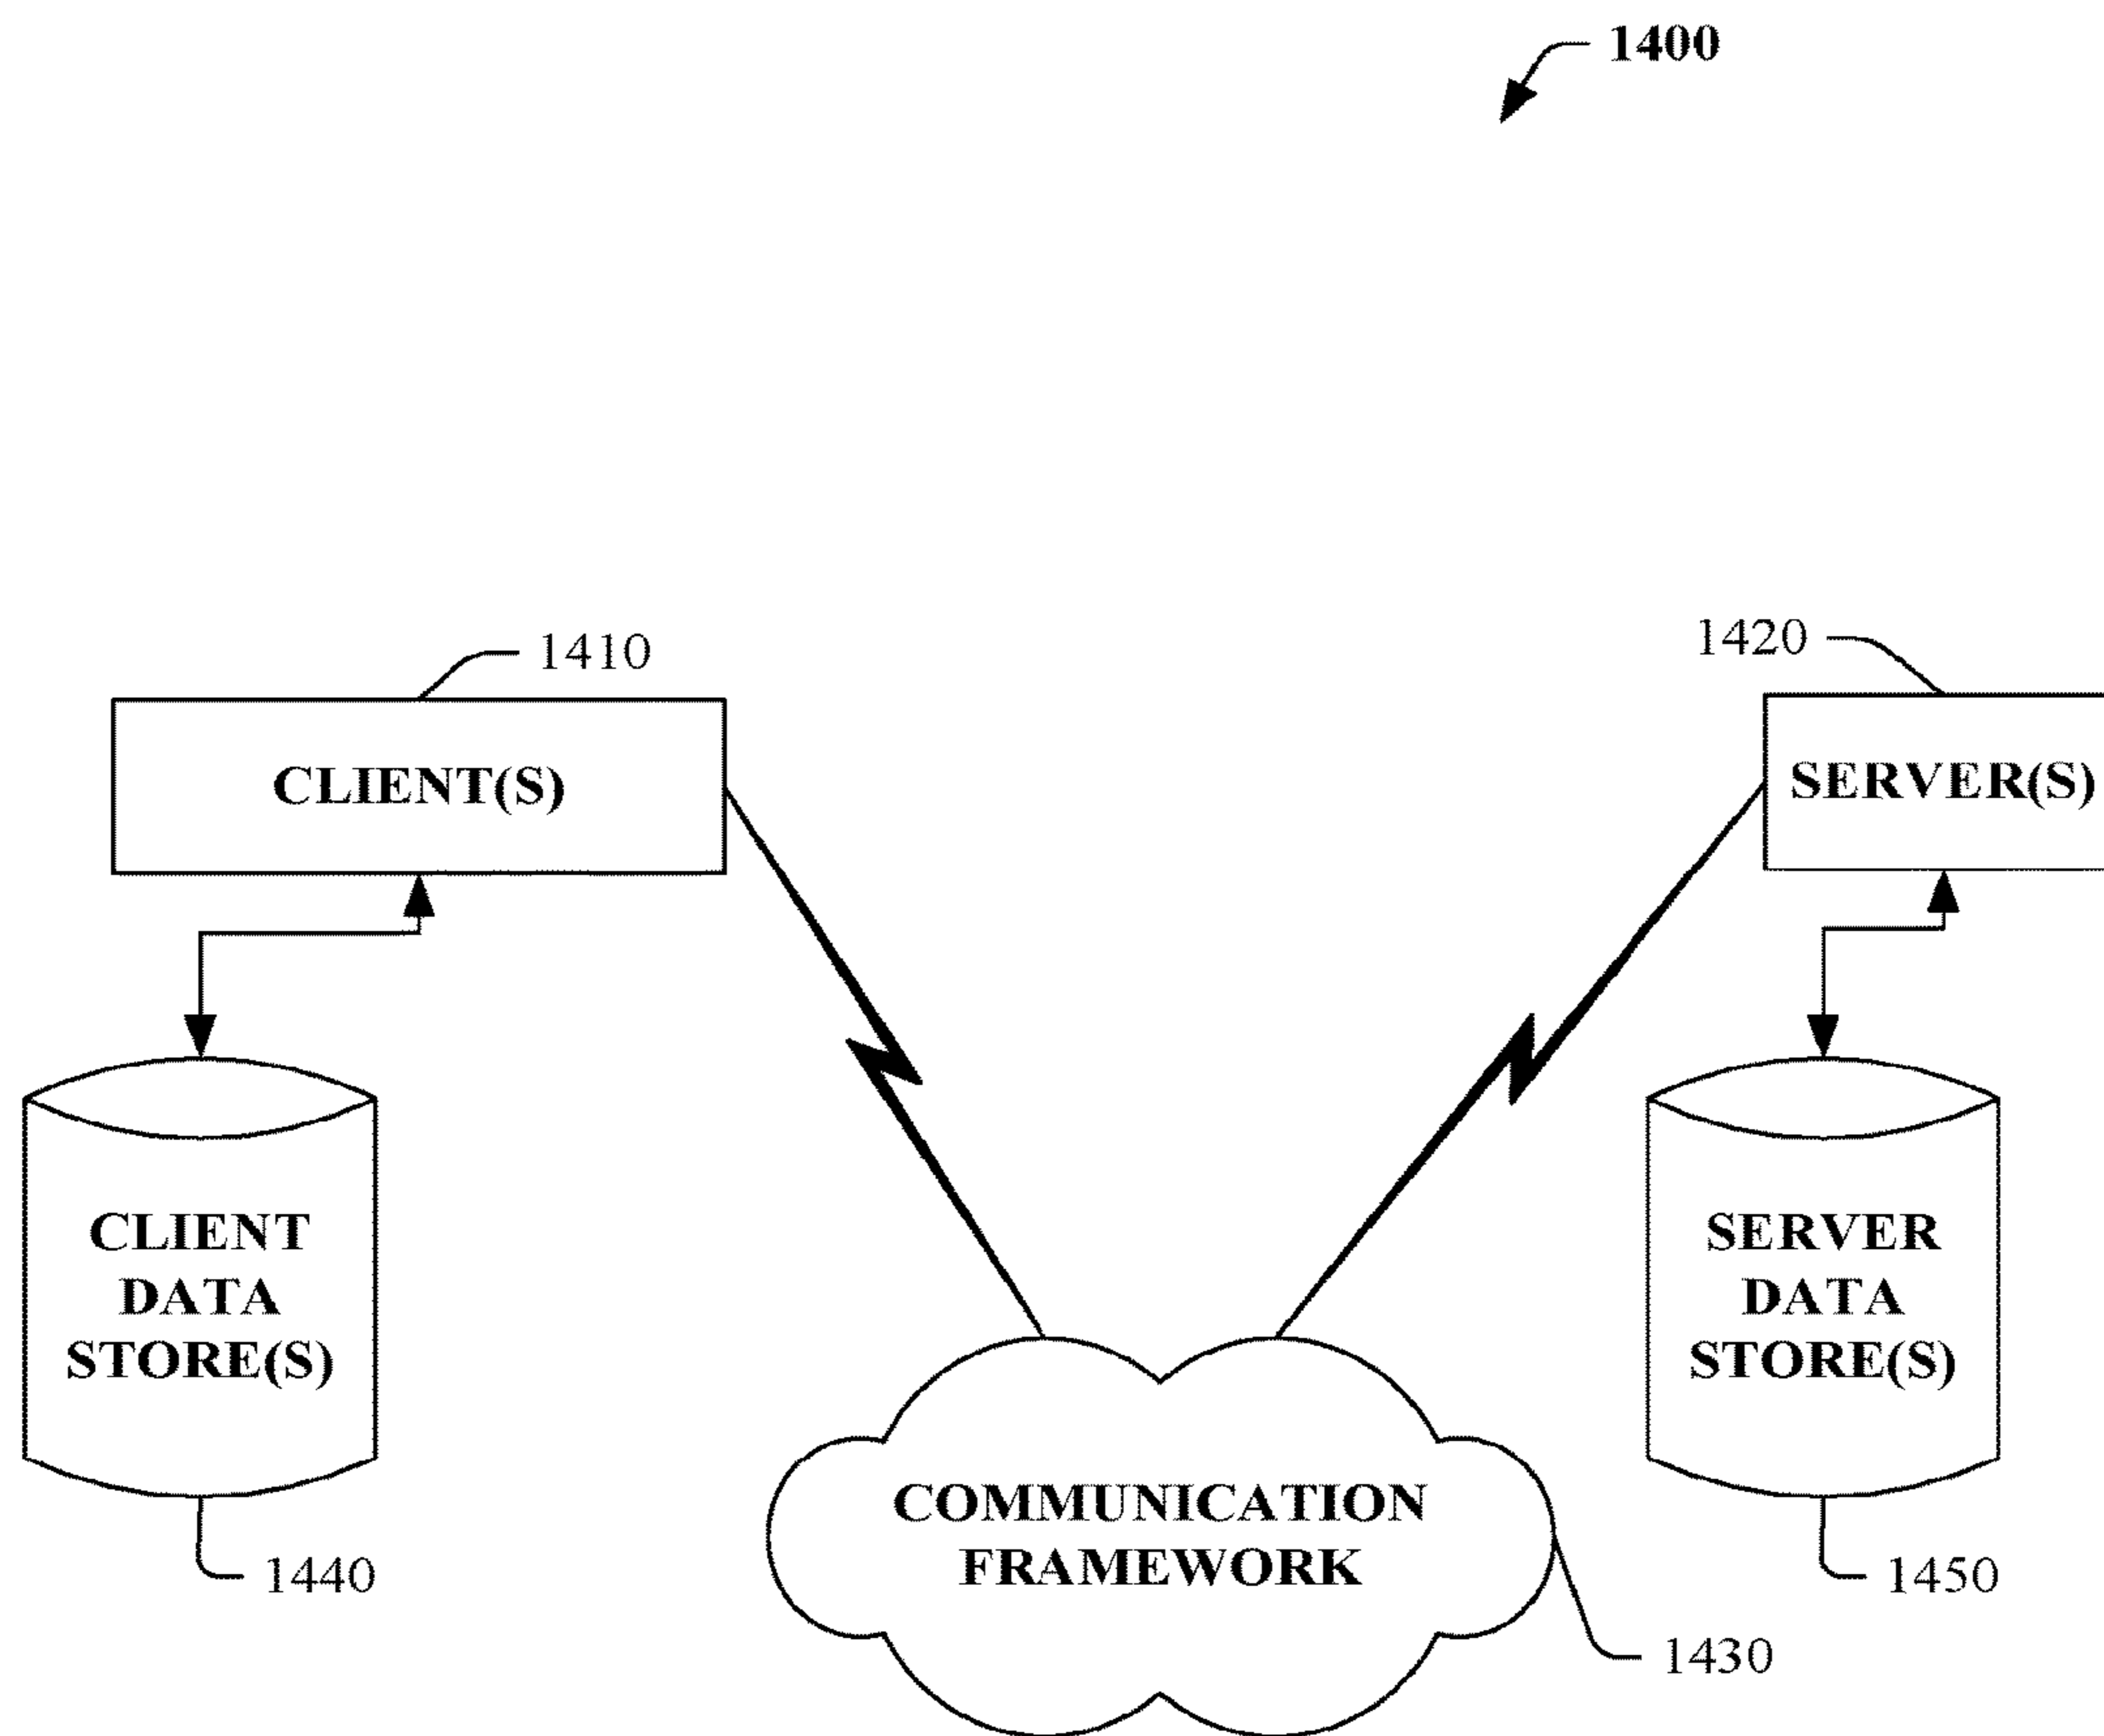 1400
1410
1420
CLIENT(S)
SERVER(S)
CLIENT
DATA
STORE(S)
SERVER
DATA
STORE(S)
COMMUNICATION
FRAMEWORK
1440
1450
1430